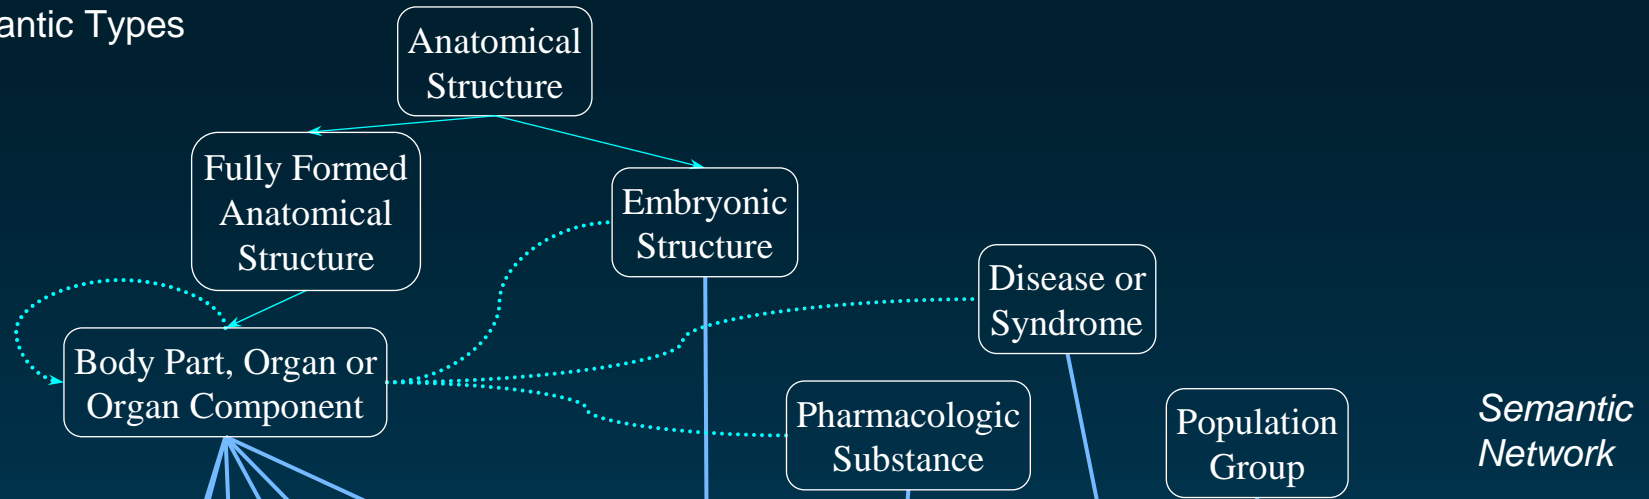 antic Types
Anatomical
Structure
Fully Formed
Anatomical
Structure
Embryonic
Structure
Disease or
Syndrome
Body Part, Organ or
Organ Component
Pharmacologic
Substance
Population
Group
Semantic
Network